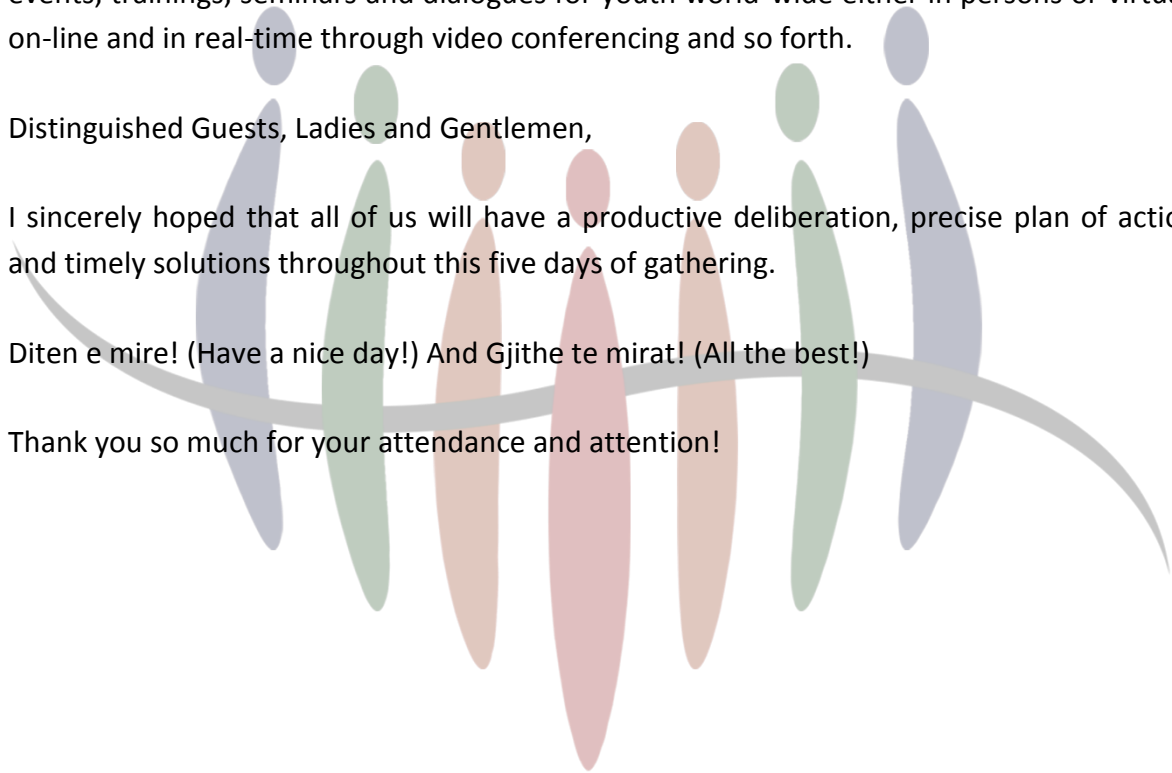 events, trainings, seminars and dialogues for youth world-wide either in persons or
on-line and in real-time through video conferencing and so forth.
Distinguished Guests, Ladies and Gentlemen,
I sincerely hoped that all of us will have a productive deliberation, precise plan of
and timely solutions throughout this five days of gathering.
Diten e mire! (Have a nice day!) And Gjithe te mirat! (All the best!)
Thank you so much for your attendance and attention!